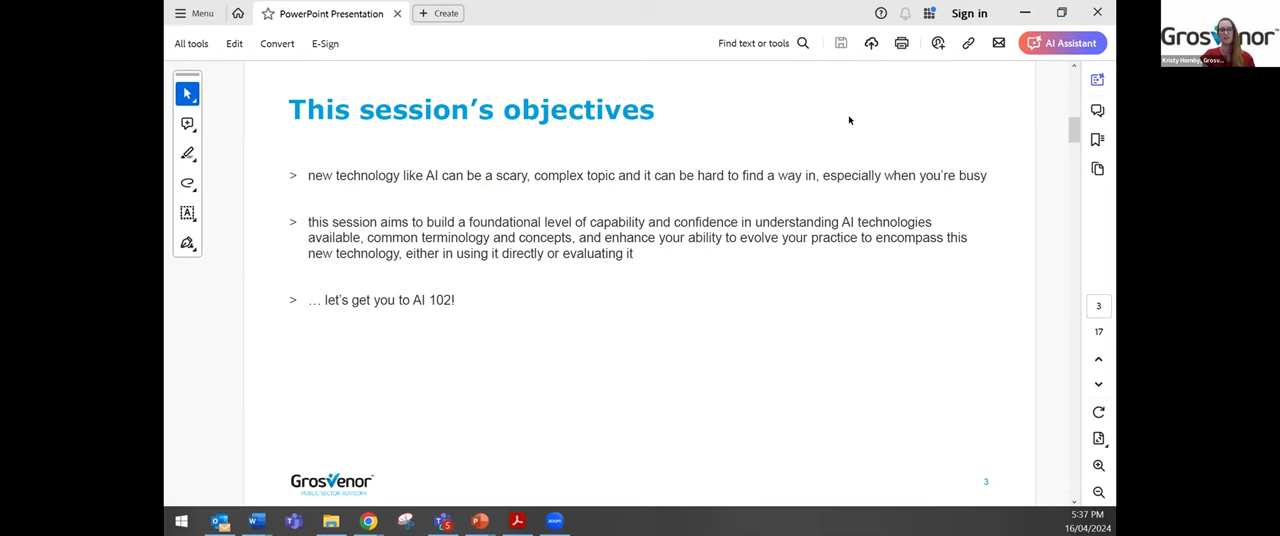 Menu
PowerPoint Presentation
Create
Sign in
All tools
Edit
Convert
E-Sign
Find text or tools
AI Assistant
GrosVenor
Kristy Hornby, Grosv...
This session's objectives
> new technology like AI can be a scary, complex topic and it can be hard to find a way in, especially when you're busy
> this session aims to build a foundational level of capability and confidence in understanding AI technologies
available, common terminology and concepts, and enhance your ability to evolve your practice to encompass this
new technology, either in using it directly or evaluating it
> … let's get you to AI 102!
3
17
GrosVenor
PUBLIC SECTOR ADVISORY
3
5:37 PM
16/04/2024